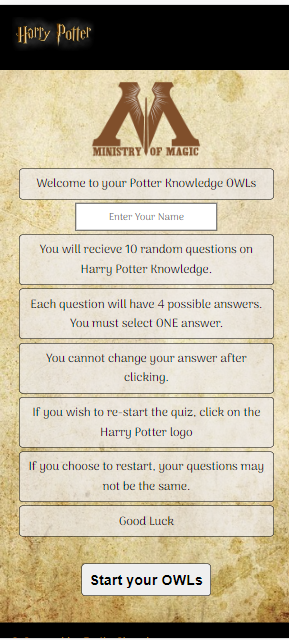 Harry Potter
MINISTRY OF MAGIC
Welcome to your Potter Knowledge OWLs
Enter Your Name
You will recieve 10 random questions on
Harry Potter Knowledge.
Each question will have 4 possible answers.
You must select ONE answer.
You cannot change your answer after
clicking.
If you wish to re-start the quiz, click on the
Harry Potter logo
If you choose to restart, your questions may
not be the same.
Good Luck
Start your OWLs